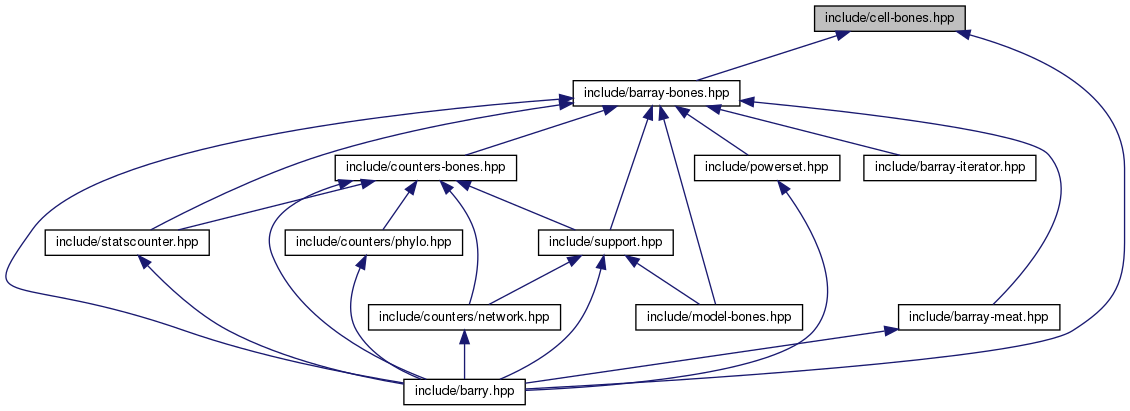 include/cell-bones.hpp
include/barray-bones.hpp
include/counters-bones.hpp
include/powerset.hpp
include/barray-iterator.hpp
include/statscounter.hpp
include/counters/phylo.hpp
include/support.hpp
include/counters/network.hpp
include/model-bones.hpp
include/barray-meat.hpp
include/barry.hpp